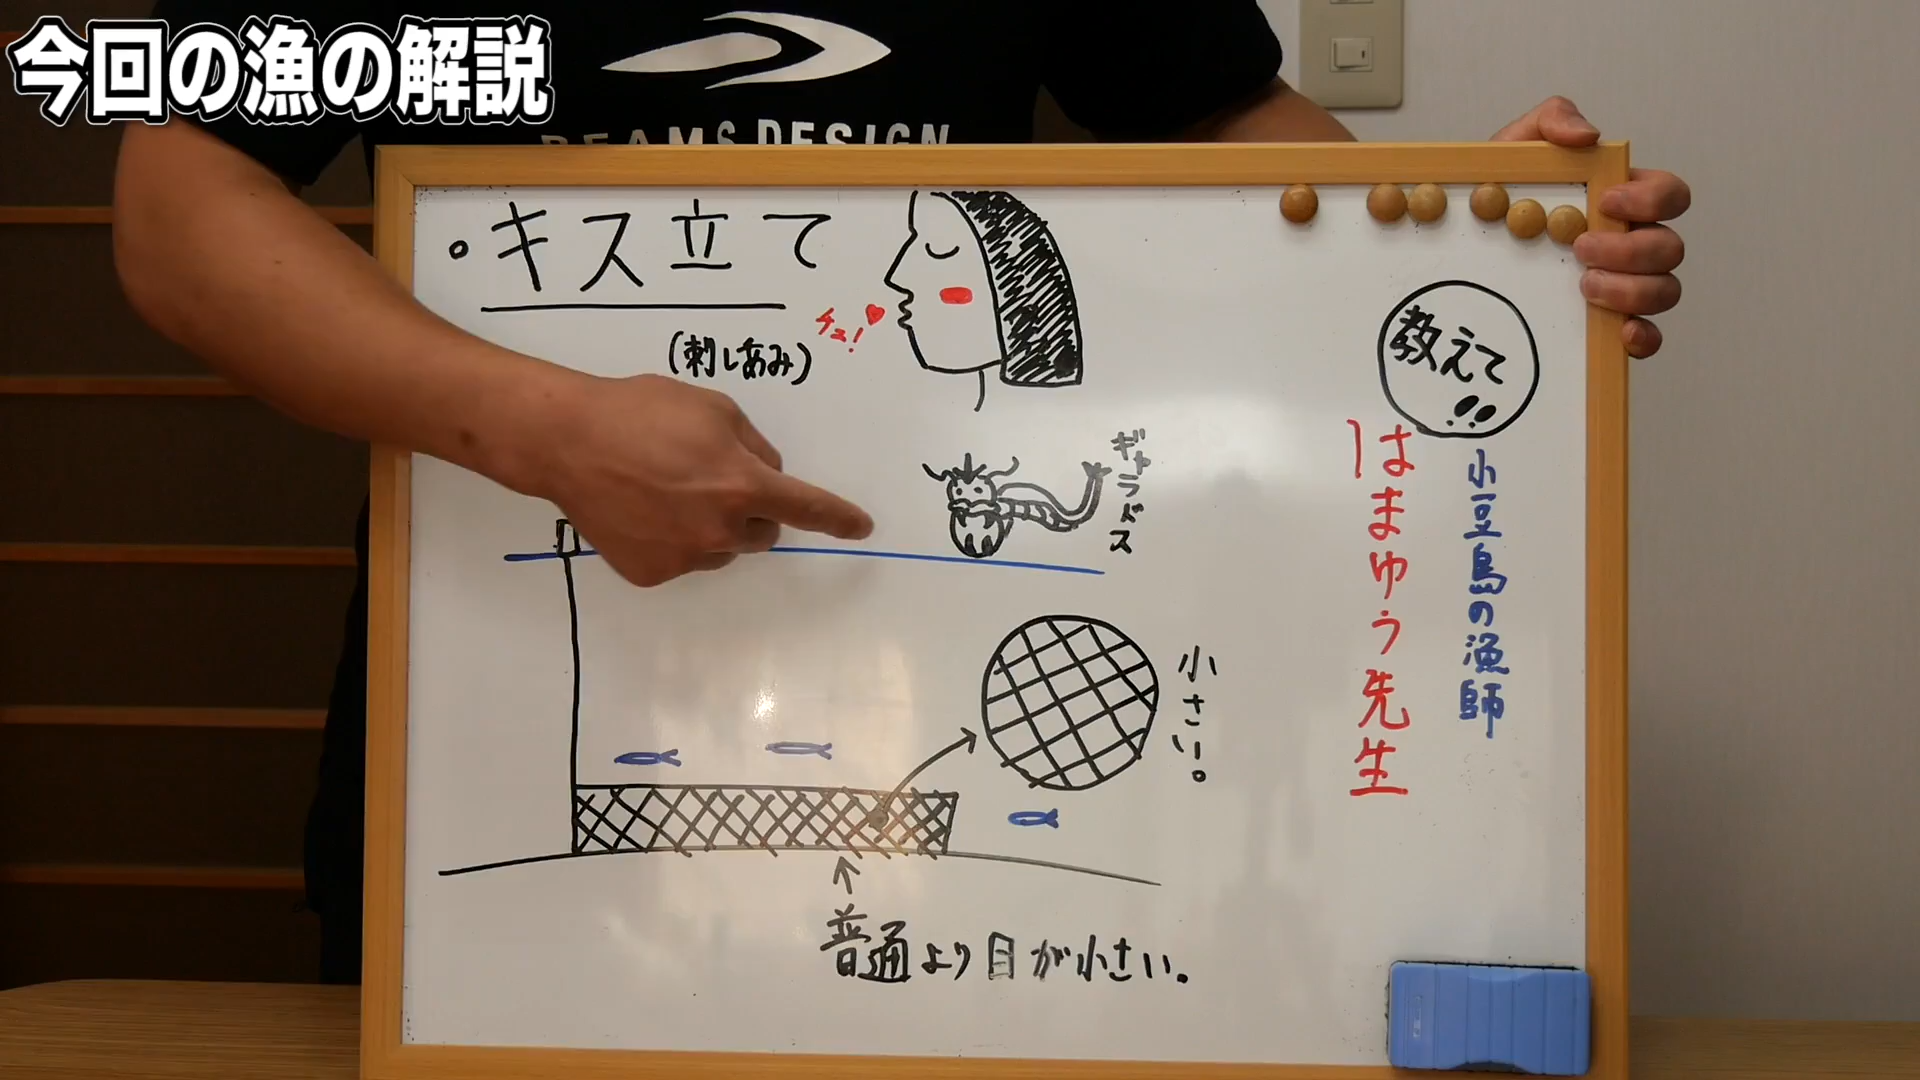 今回の漁の解説
BEAMS DESIGN
・キス立て
(刺しあみ)
チュ!
教えて!!
小豆島の漁師
はまゆう先生
ギャラドス
小さい。
普通より目が小さい。